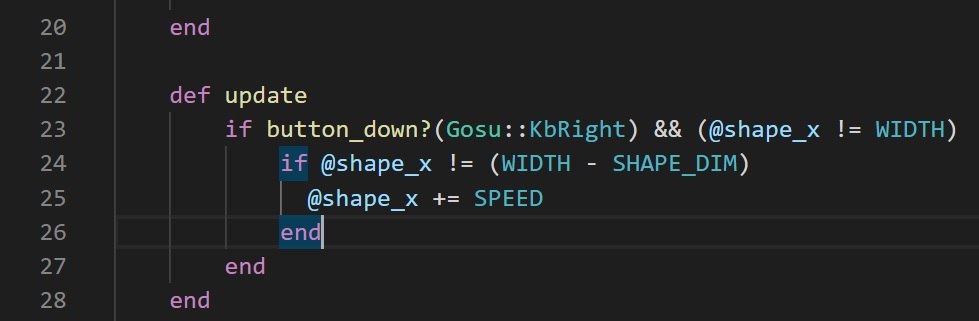 20 end
21
22 def update
23 if button_down?(Gosu::KbRight) && (@shape_x != WIDTH)
24 if @shape_x != (WIDTH - SHAPE_DIM)
25 @shape_x += SPEED
26 end
27 end
28 end